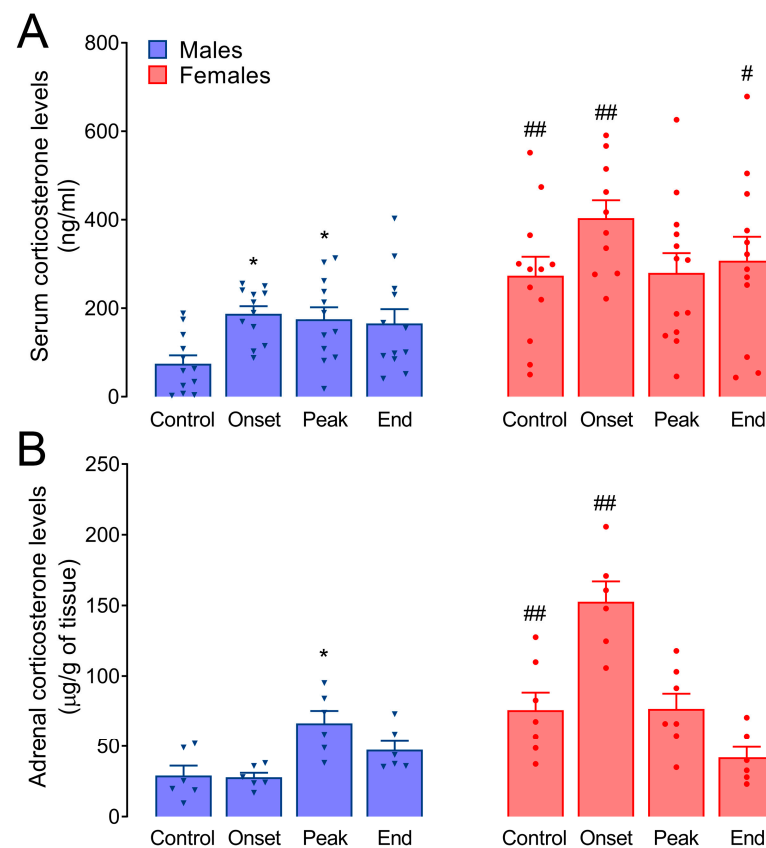 A
Serum corticosterone levels
(ng/ml)
800
600
400
200
0
Males
Females
*
*
##
##
#
Control Onset Peak End Control Onset Peak End
B
Adrenal corticosterone levels
(µg/g of tissue)
250
200
150
100
50
0
*
##
##
Control Onset Peak End Control Onset Peak End